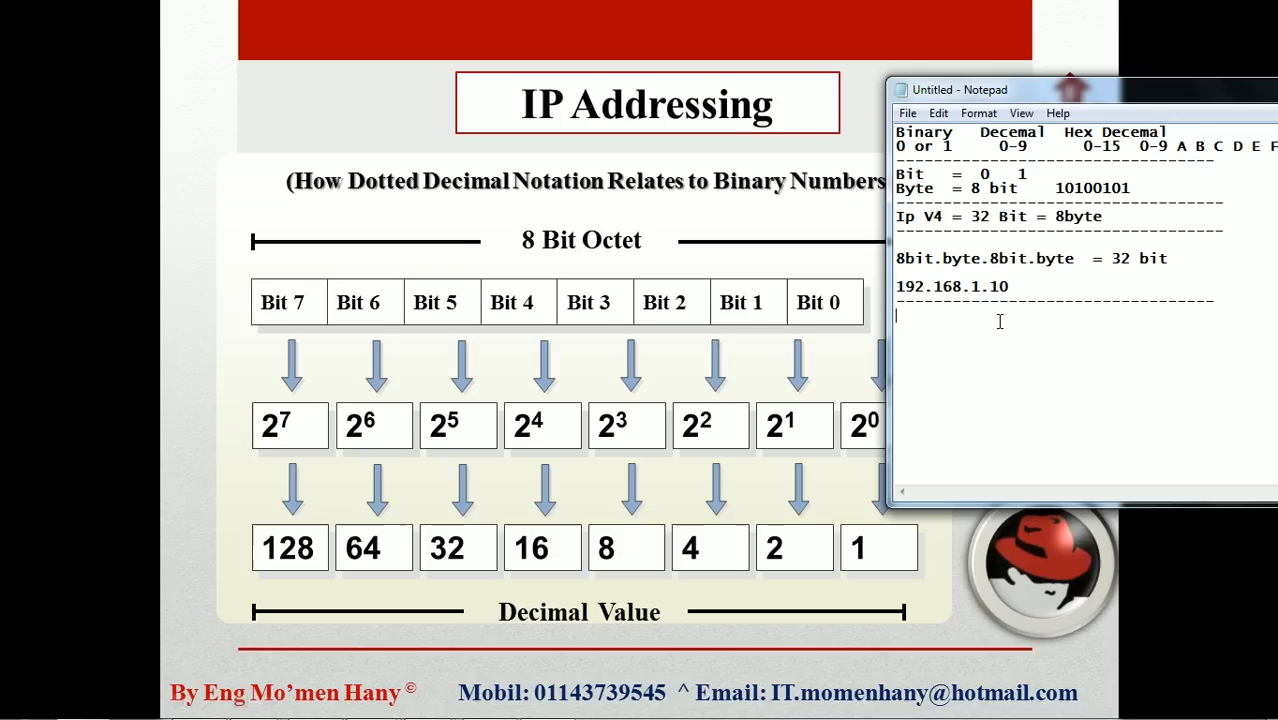 IP Addressing
(How Dotted Decimal Notation Relates to Binary Numbers
8 Bit Octet
Bit 7 Bit 6 Bit 5 Bit 4 Bit 3 Bit 2 Bit 1 Bit 0
2⁷ 2⁶ 2⁵ 2⁴ 2³ 2² 2¹ 2⁰
128 64 32 16 8 4 2 1
Decimal Value
By Eng Mo’men Hany © Mobil: 01143739545 ^ Email: IT.momenhany@hotmail.com
Untitled - Notepad
File Edit Format View Help
Binary Decemal Hex Decemal
0 or 1 0-9 0-15 0-9 A B C D E F
----------------------------------
Bit = 0 1
Byte = 8 bit 10100101
-----------------------------------
Ip V4 = 32 Bit = 8byte
-----------------------------------
8bit.byte.8bit.byte = 32 bit
192.168.1.10
----------------------------------